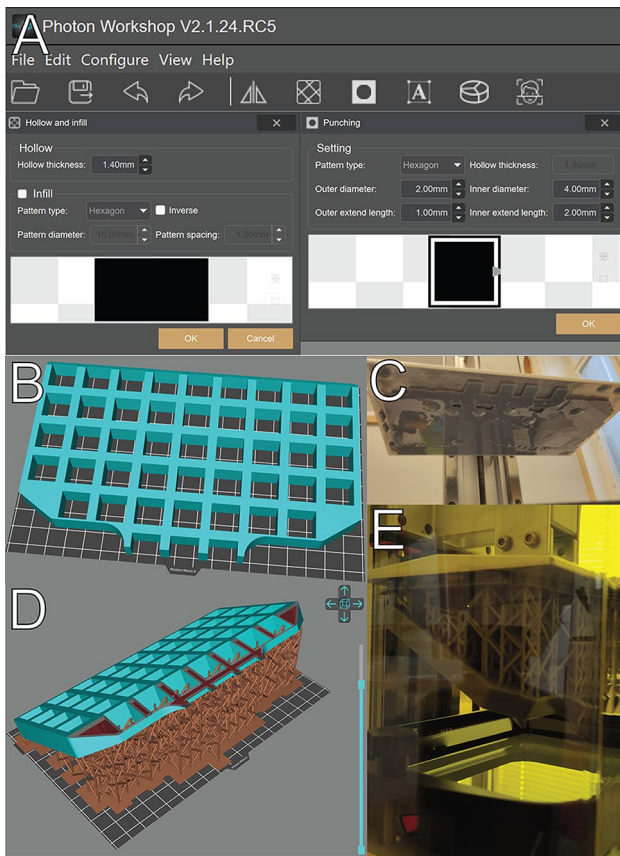 A
Photon Workshop V2.1.24.RC5
File Edit Configure View Help
Hollow and infill
Hollow
Hollow thickness: 1.40mm
Infill
Pattern type: Hexagon Inverse
Pattern diameter: 10.00mm Pattern spacing: 1.00mm
OK Cancel
Punching
Setting
Pattern type: Hexagon Hollow thickness: 1.40mm
Outer diameter: 2.00mm Inner diameter: 4.00mm
Outer extend length: 1.00mm Inner extend length: 2.00mm
OK
B
Photon Mono X
C
D
E